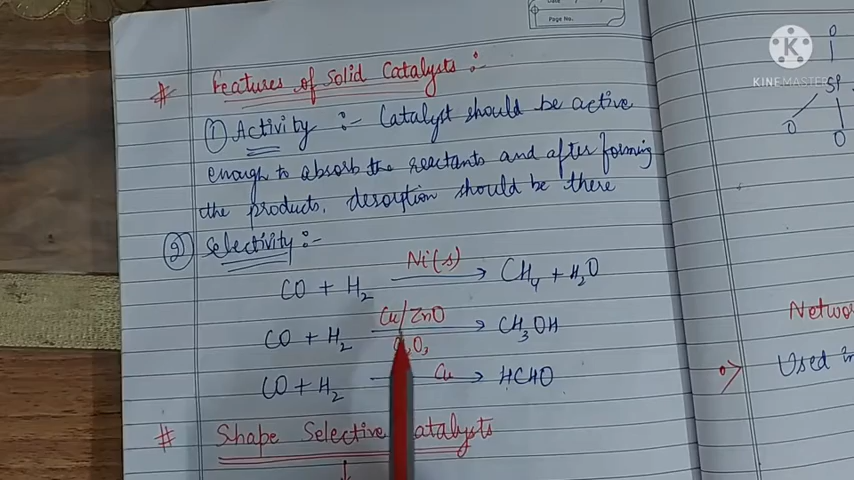 Date
Page No.
KINEMASTER
# Features of Solid Catalysts :-
① Activity :- Catalyst should be active
enough to absorb the reactants and after forming
the products, desorption should be there
② Selectivity :-
CO + H₂ Ni(s) → CH₄ + H₂O
CO + H₂ Cu/ZnO → CH₃OH
CO + H₂ Cu → HCHO
# Shape Selective Catalysts
O
O
O
Used in